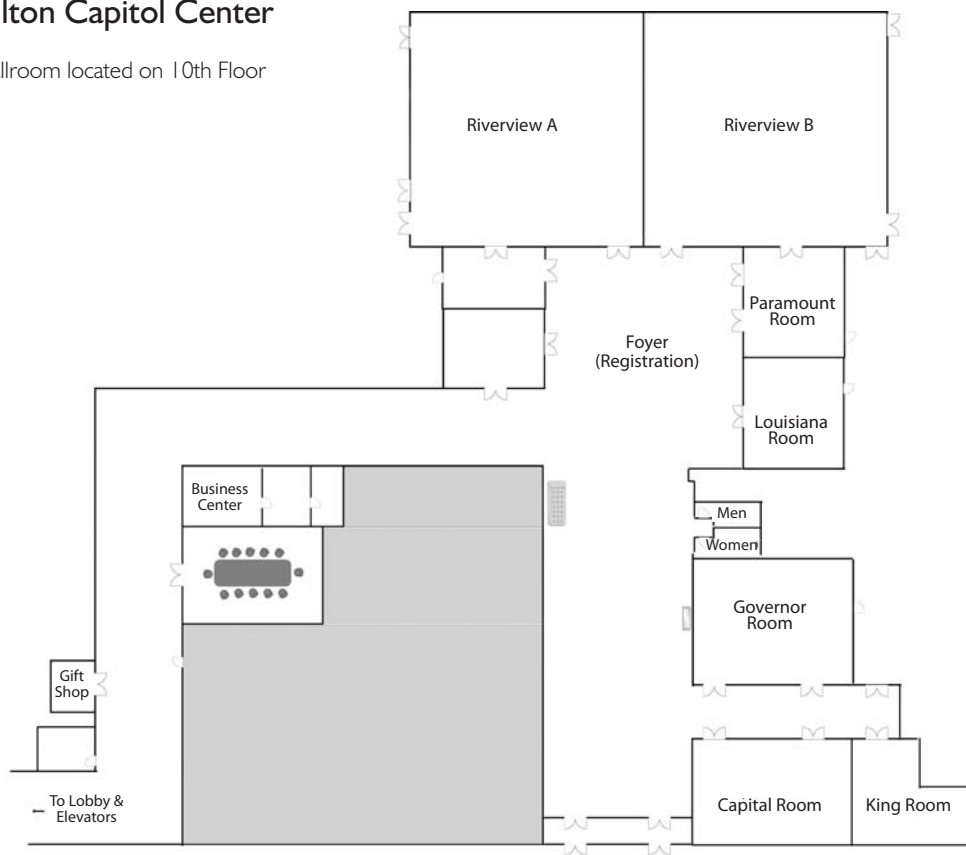 lton Capitol Center
llroom located on 10th Floor
Riverview A
Riverview B
Paramount
Room
Foyer
(Registration)
Louisiana
Room
Business
Center
Men
Women
Governor
Room
Gift
Shop
To Lobby &
Elevators
Capital Room
King Room